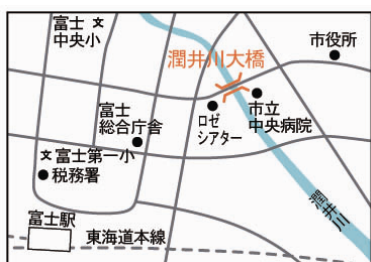 富士
中央小
市役所
潤井川大橋
富士
総合庁舎
ロゼ
シアター
市立
中央病院
富士第一小
税務署
潤井川
富士駅
東海道本線